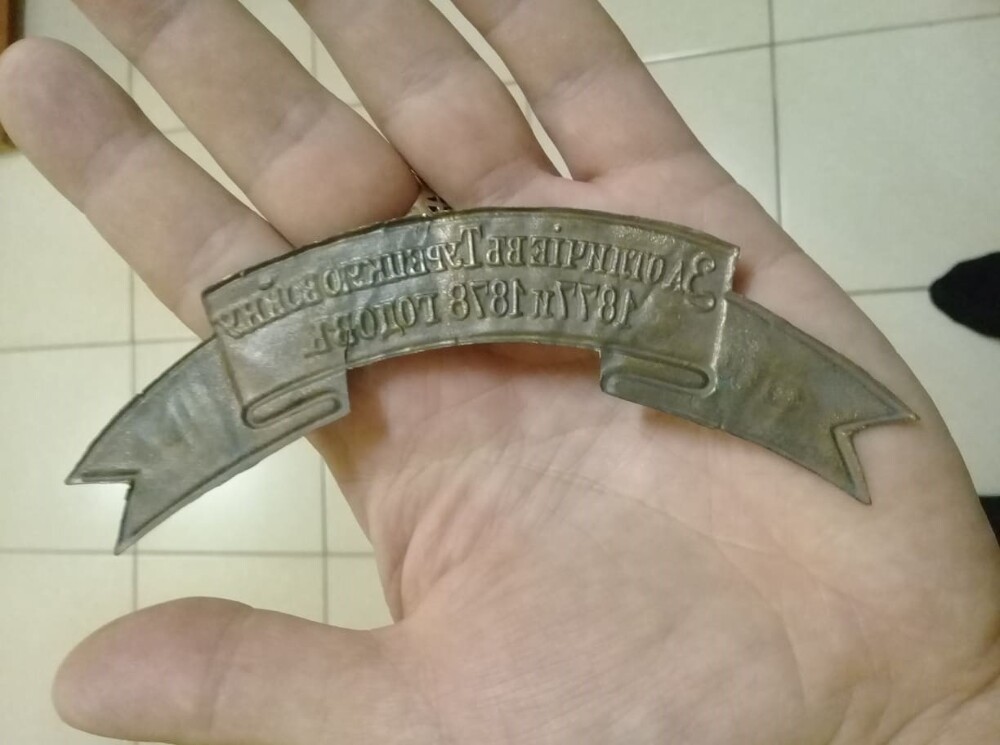 ЗА ОТЛИЧІЕ ВЪ ТУРЕЦКУЮ ВОЙНУ
1877 И 1878 ГОДОВЪ